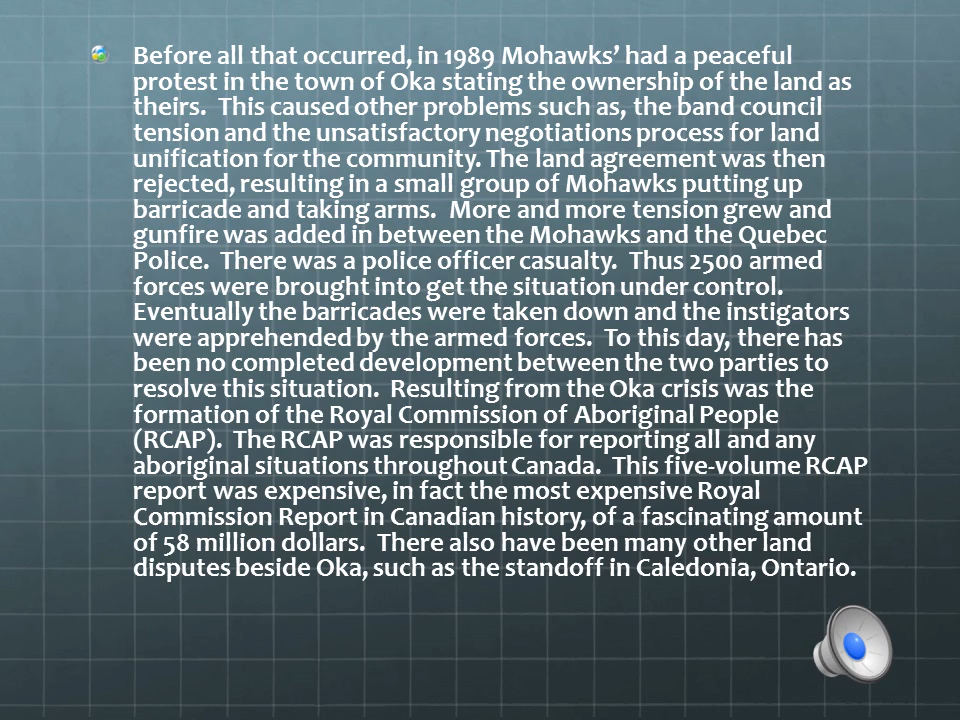 Before all that occurred, in 1989 Mohawks’ had a peaceful
protest in the town of Oka stating the ownership of the land as
theirs.  This caused other problems such as, the band council
tension and the unsatisfactory negotiations process for land
unification for the community. The land agreement was then
rejected, resulting in a small group of Mohawks putting up
barricade and taking arms.  More and more tension grew and
gunfire was added in between the Mohawks and the Quebec
Police.  There was a police officer casualty.  Thus 2500 armed
forces were brought into get the situation under control.
Eventually the barricades were taken down and the instigators
were apprehended by the armed forces.  To this day, there has
been no completed development between the two parties to
resolve this situation.  Resulting from the Oka crisis was the
formation of the Royal Commission of Aboriginal People
(RCAP).  The RCAP was responsible for reporting all and any
aboriginal situations throughout Canada.  This five-volume RCAP
report was expensive, in fact the most expensive Royal
Commission Report in Canadian history, of a fascinating amount
of 58 million dollars.  There also have been many other land
disputes beside Oka, such as the standoff in Caledonia, Ontario.